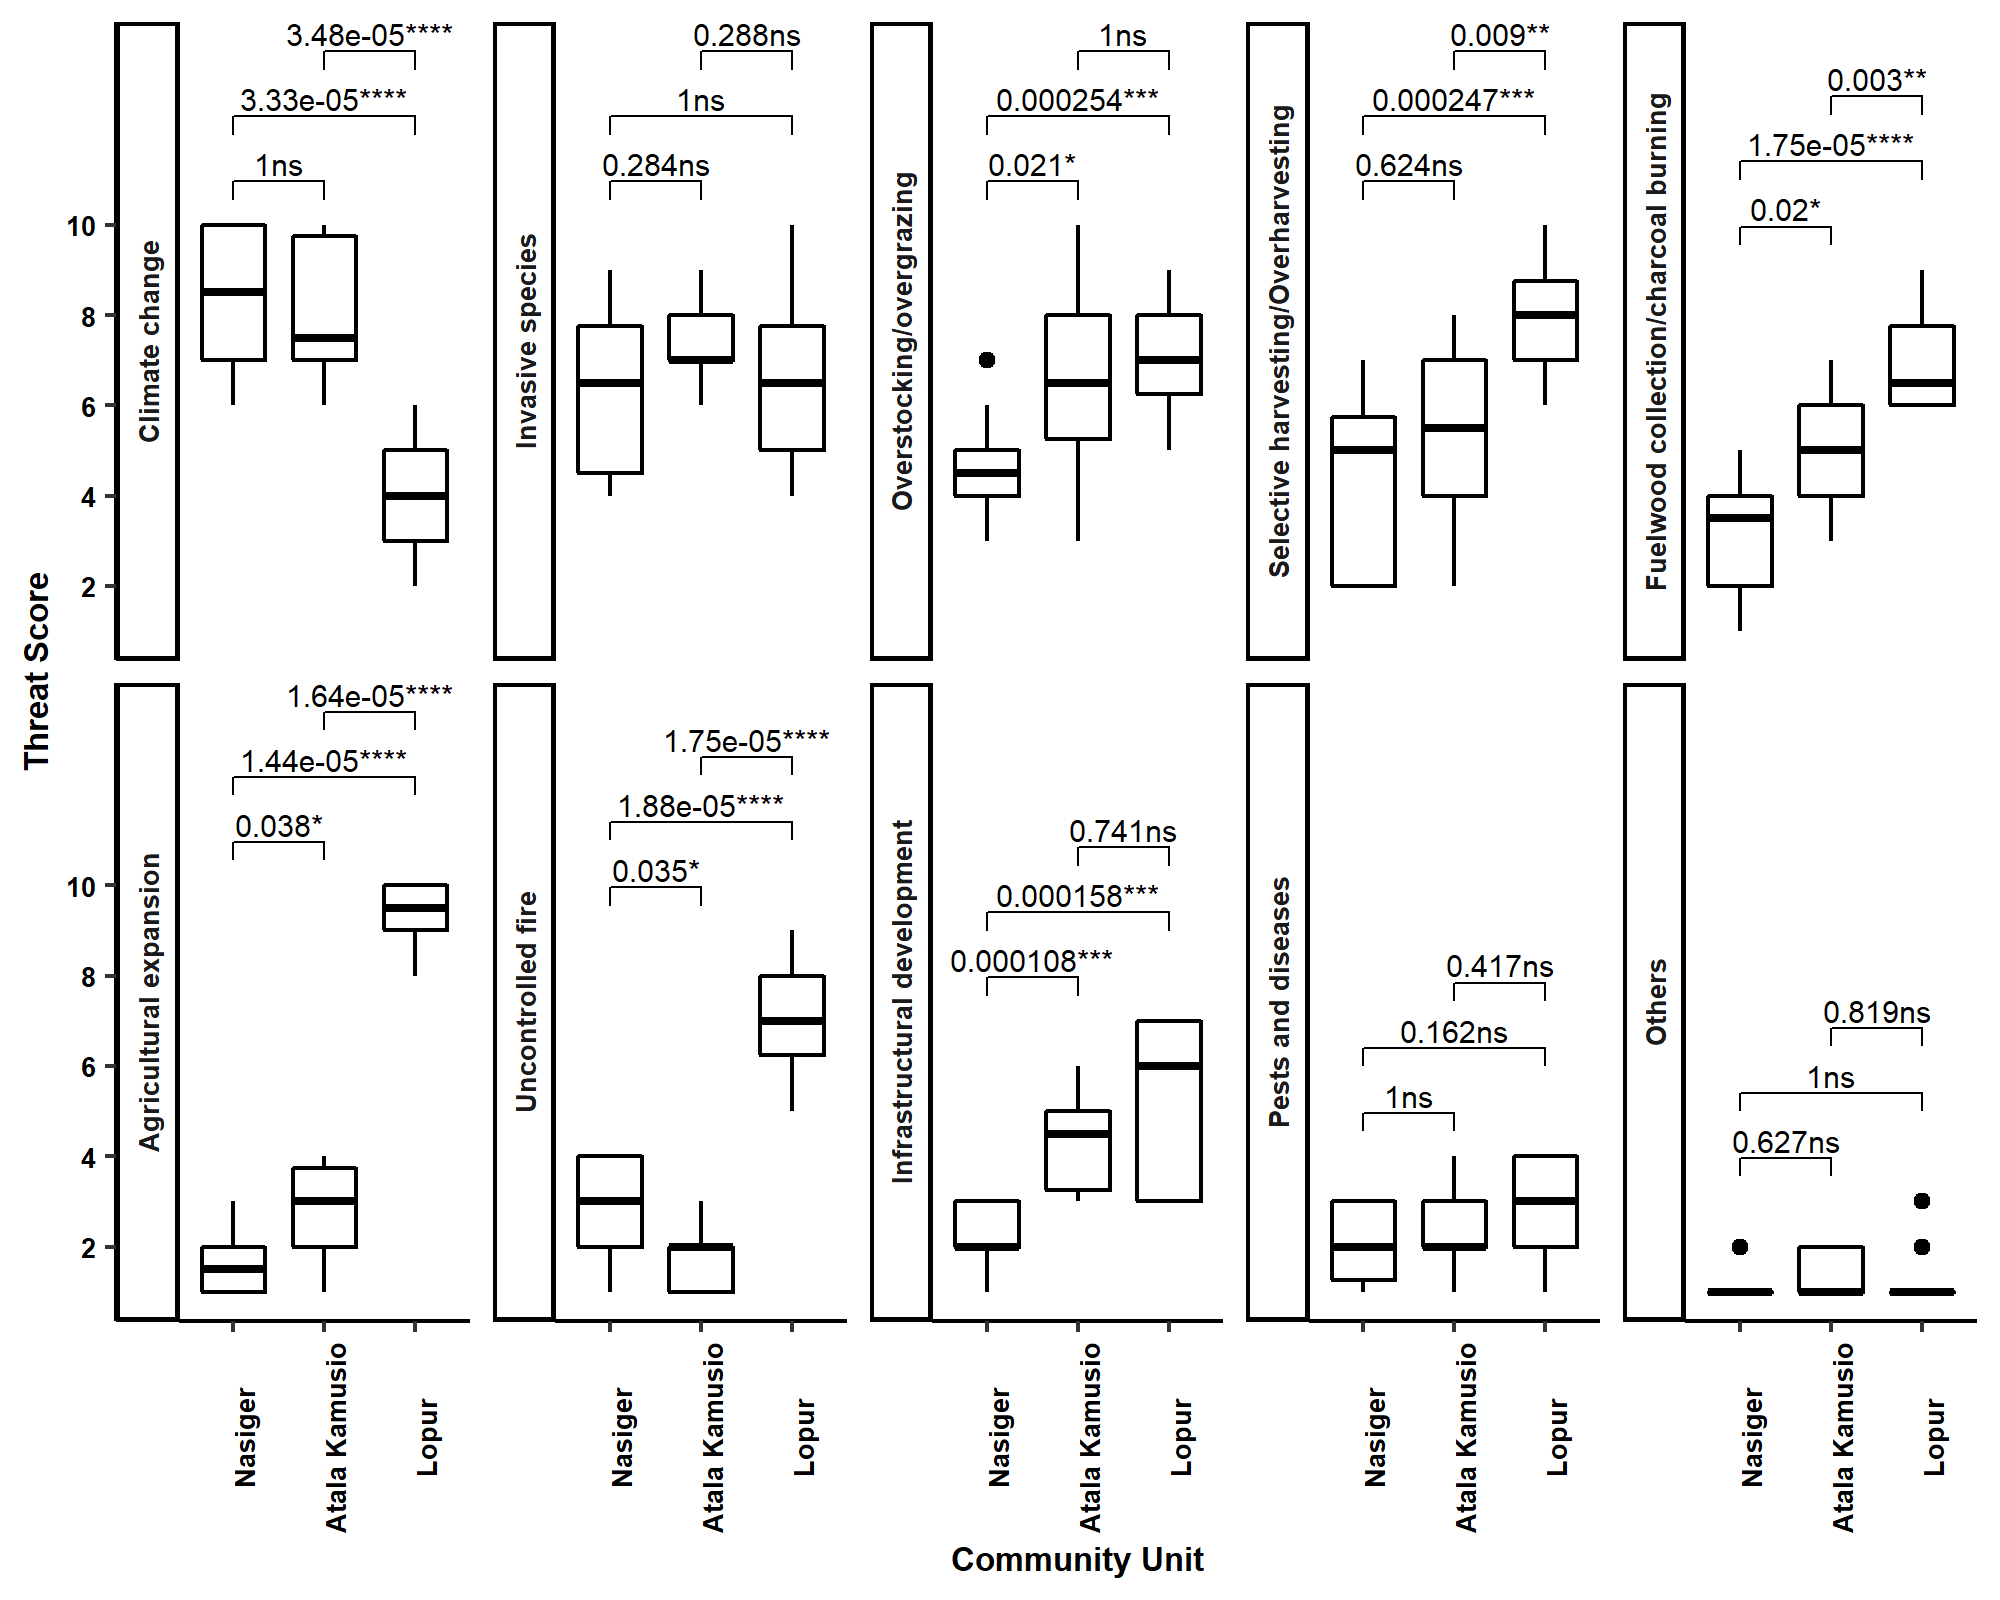 Threat Score
Climate change
3.48e-05****
3.33e-05****
1ns
10
8
6
4
2
Invasive species
0.288ns
1ns
0.284ns
Overstocking/overgrazing
1ns
0.000254***
0.021*
Selective harvesting/Overharvesting
0.009**
0.000247***
0.624ns
Fuelwood collection/charcoal burning
0.003**
1.75e-05****
0.02*
Agricultural expansion
1.64e-05****
1.44e-05****
0.038*
10
8
6
4
2
Uncontrolled fire
1.75e-05****
1.88e-05****
0.035*
Infrastructural development
0.741ns
0.000158***
0.000108***
Pests and diseases
0.417ns
0.162ns
1ns
Others
0.819ns
1ns
0.627ns
Nasiger
Atala Kamusio
Lopur
Nasiger
Atala Kamusio
Lopur
Nasiger
Atala Kamusio
Lopur
Nasiger
Atala Kamusio
Lopur
Nasiger
Atala Kamusio
Lopur
Community Unit